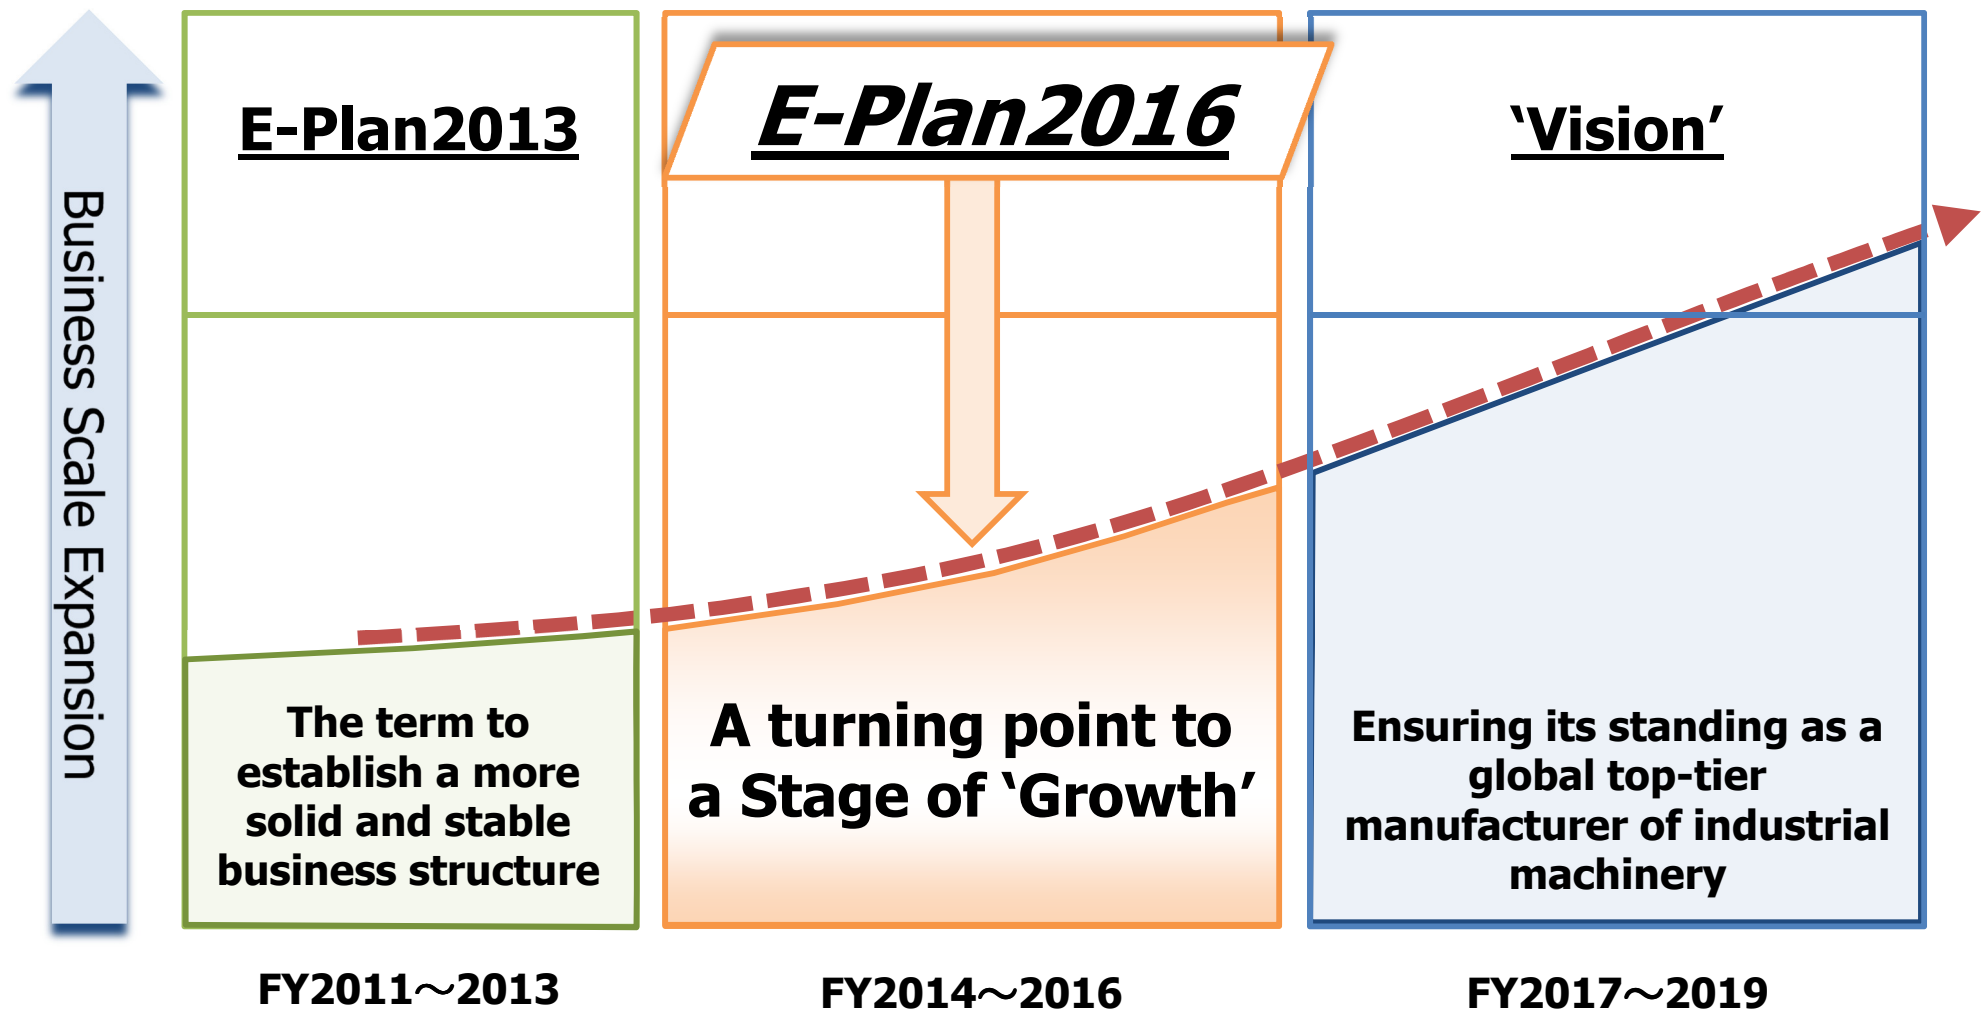 Business Scale Expansion
E-Plan2013
E-Plan2016
‘Vision’
The term to
establish a more
solid and stable
business structure
A turning point to
a Stage of ‘Growth’
Ensuring its standing as a
global top-tier
manufacturer of industrial
machinery
FY2011～2013
FY2014～2016
FY2017～2019